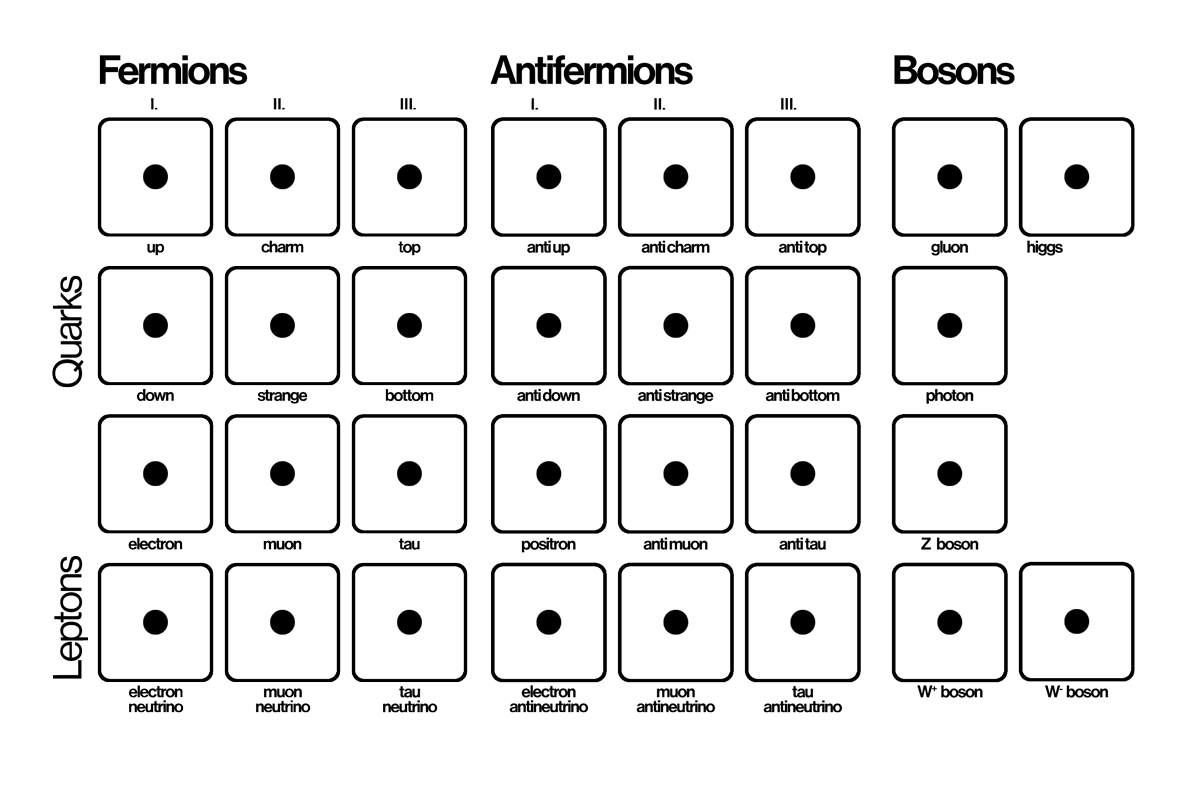 Fermions Antifermions Bosons
I. II. III. I. II. III.
up charm top antiup anticharm antitop gluon higgs
Quarks
down strange bottom antidown antistrange antibottom photon
electron muon tau positron antimuon antitau Z boson
Leptons
electron neutrino muon neutrino tau neutrino electron antineutrino muon antineutrino tau antineutrino W⁺ boson W⁻ boson